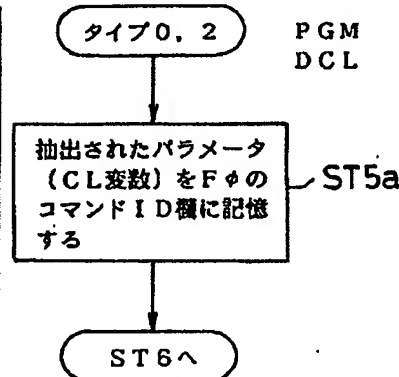 タイプ0，2
PGM
DCL
抽出されたパラメータ
（CL変数）をFφの
コマンドID欄に記憶
する
ST5a
ST6へ